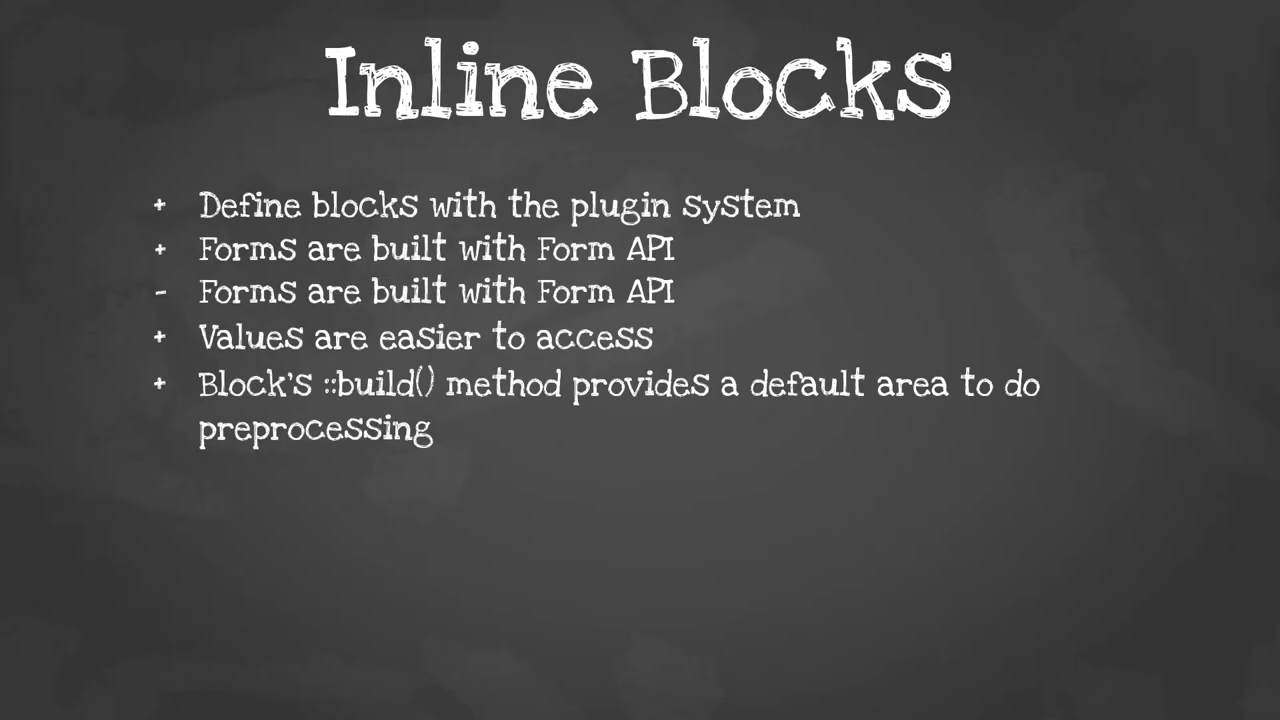 Inline Blocks
+ Define blocks with the plugin system
+ Forms are built with Form API
- Forms are built with Form API
+ Values are easier to access
+ Block's ::build() method provides a default area to do
preprocessing